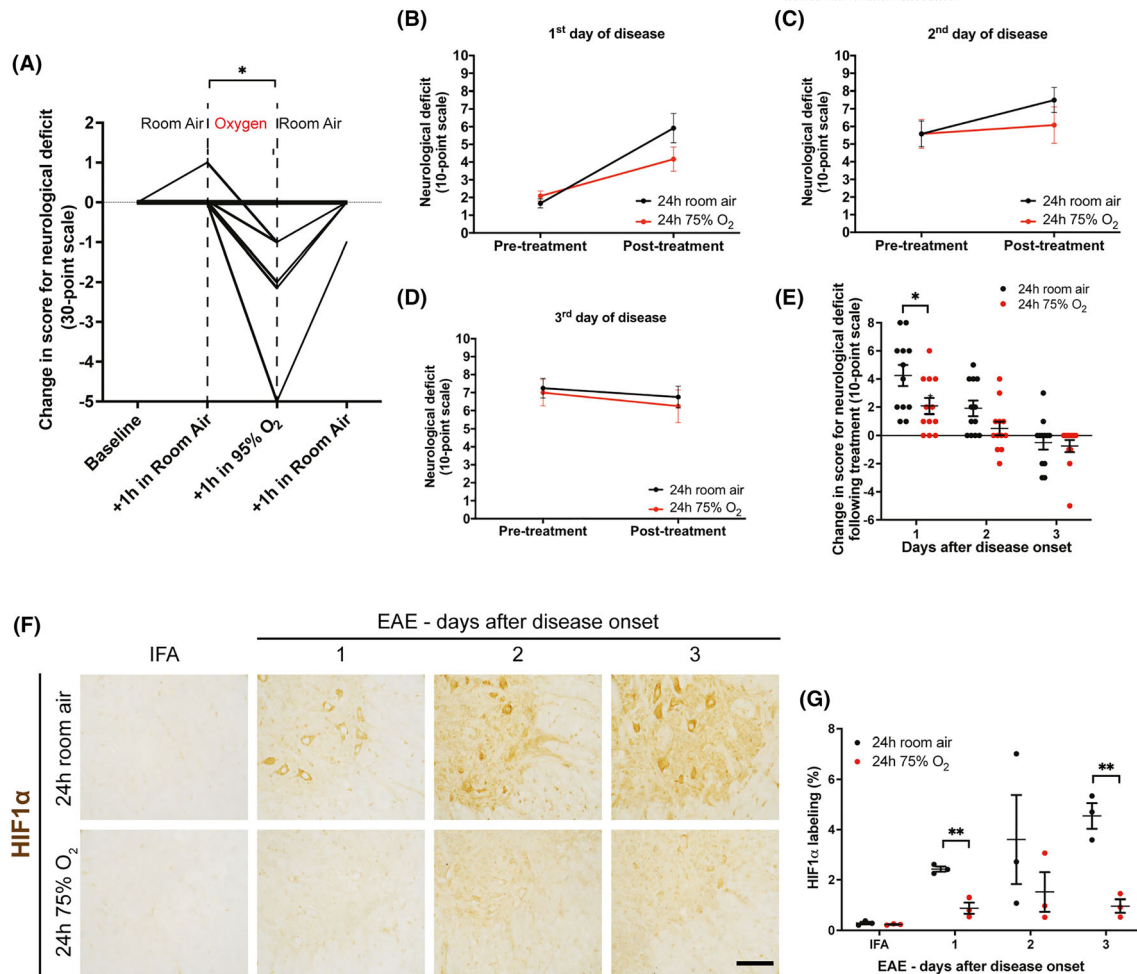 (A)
*
Room Air Oxygen Room Air
Change in score for neurological deficit
(30-point scale)
2
1
0
-1
-2
-3
-4
-5
Baseline
+1h in Room Air
+1h in 95% O2
+1h in Room Air
(B)
1st day of disease
Neurological deficit
(10-point scale)
10
9
8
7
6
5
4
3
2
1
0
24h room air
24h 75% O2
Pre-treatment Post-treatment
(C)
2nd day of disease
Neurological deficit
(10-point scale)
10
9
8
7
6
5
4
3
2
1
0
24h room air
24h 75% O2
Pre-treatment Post-treatment
(D)
3rd day of disease
Neurological deficit
(10-point scale)
10
9
8
7
6
5
4
3
2
1
0
24h room air
24h 75% O2
Pre-treatment Post-treatment
(E)
24h room air
24h 75% O2
*
Change in score for neurological deficit
following treatment (10-point scale)
8
6
4
2
0
-2
-4
-6
1 2 3
Days after disease onset
(F)
EAE - days after disease onset
IFA 1 2 3
HIF1α
24h room air
24h 75% O2
(G)
24h room air
24h 75% O2
** **
HIF1α labeling (%)
8
6
4
2
0
IFA 1 2 3
EAE - days after disease onset